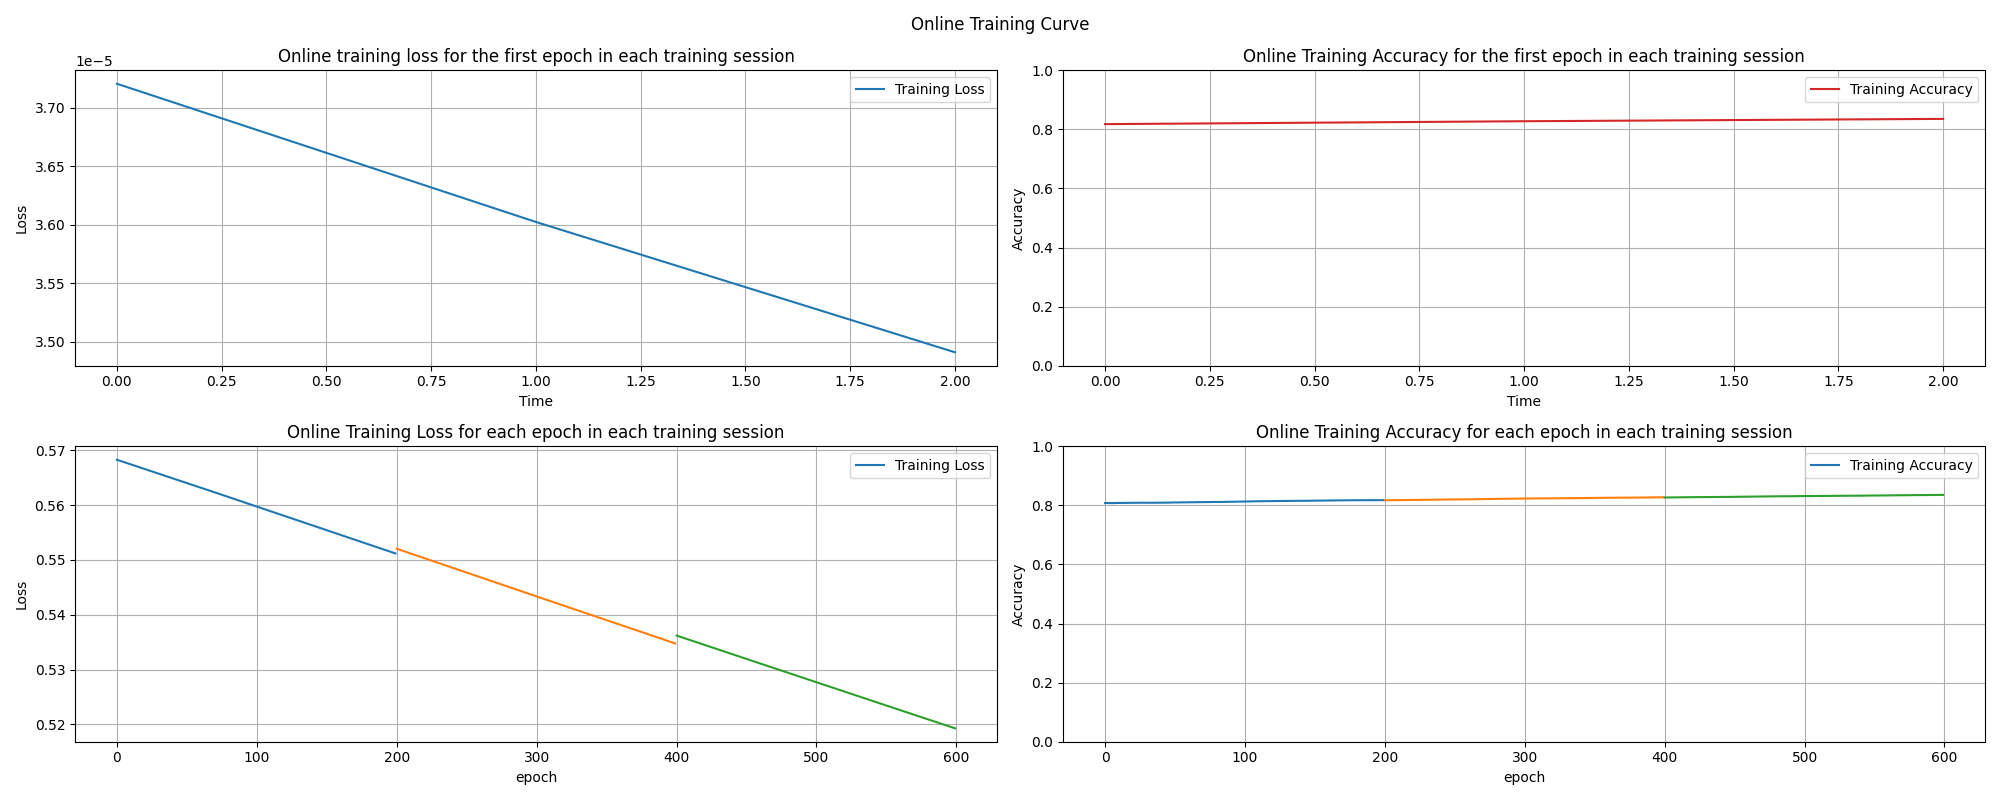 Online Training Curve
Online training loss for the first epoch in each training session
1e−5
Training Loss
3.70
3.65
3.60
3.55
3.50
Loss
0.00 0.25 0.50 0.75 1.00 1.25 1.50 1.75 2.00
Time
Online Training Accuracy for the first epoch in each training session
Training Accuracy
1.0
0.8
0.6
0.4
0.2
0.0
Accuracy
0.00 0.25 0.50 0.75 1.00 1.25 1.50 1.75 2.00
Time
Online Training Loss for each epoch in each training session
Training Loss
0.57
0.56
0.55
0.54
0.53
0.52
Loss
0 100 200 300 400 500 600
epoch
Online Training Accuracy for each epoch in each training session
Training Accuracy
1.0
0.8
0.6
0.4
0.2
0.0
Accuracy
0 100 200 300 400 500 600
epoch